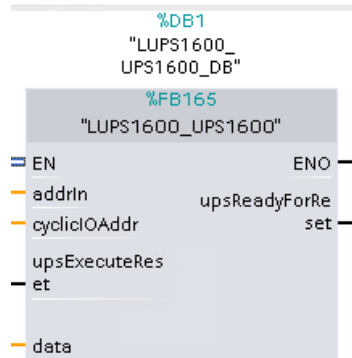 %DB1
"LUPS1600_
UPS1600_DB"
%FB165
"LUPS1600_UPS1600"
EN
ENO
addrIn
upsReadyForRe
set
cyclicIOAddr
upsExecuteRes
et
data